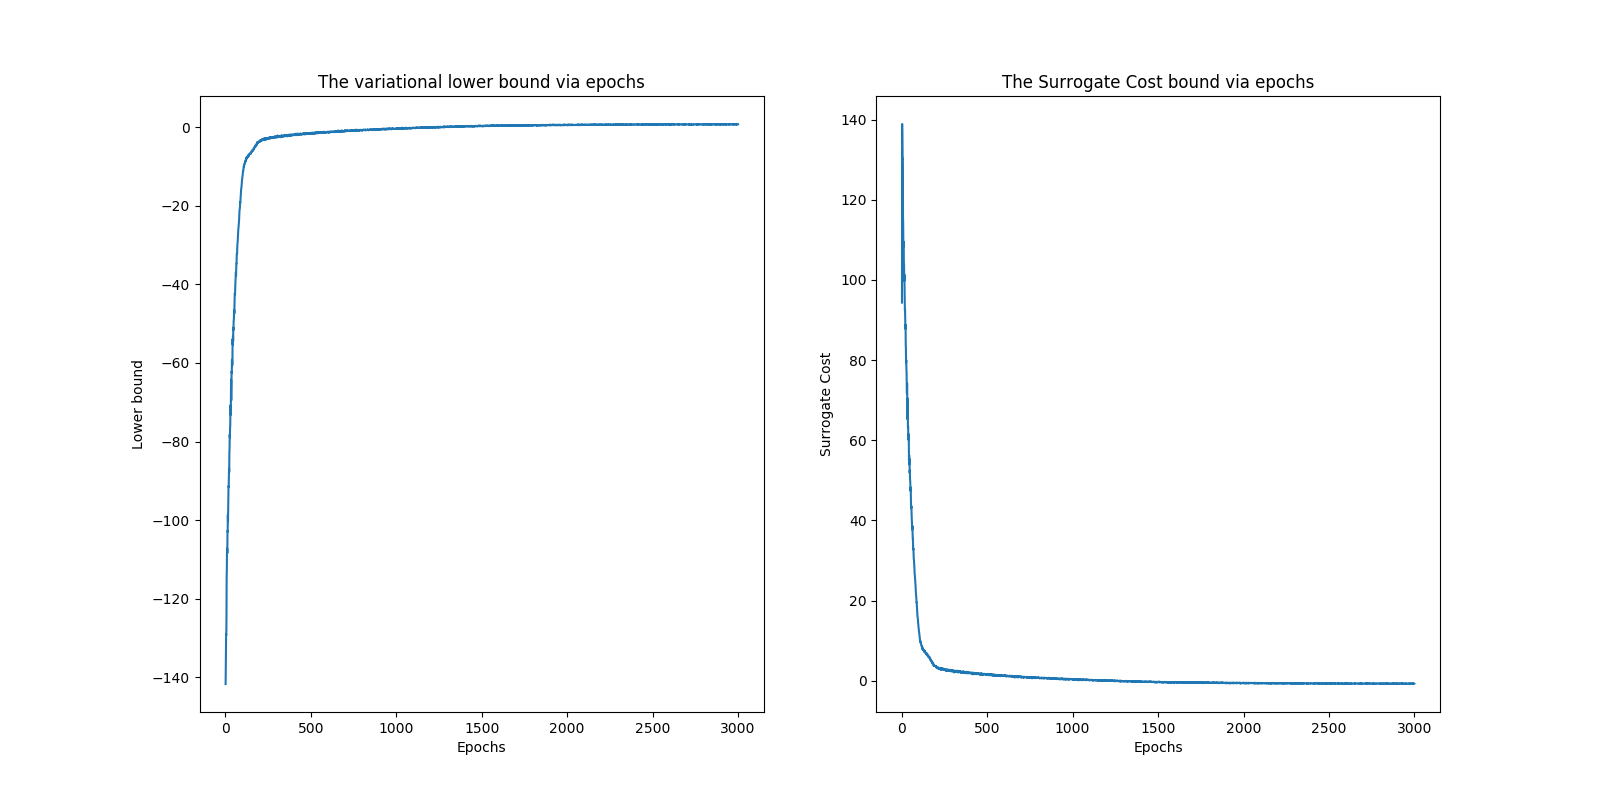 The variational lower bound via epochs
Lower bound
0
−20
−40
−60
−80
−100
−120
−140
0 500 1000 1500 2000 2500 3000
Epochs
The Surrogate Cost bound via epochs
Surrogate Cost
140
120
100
80
60
40
20
0
0 500 1000 1500 2000 2500 3000
Epochs